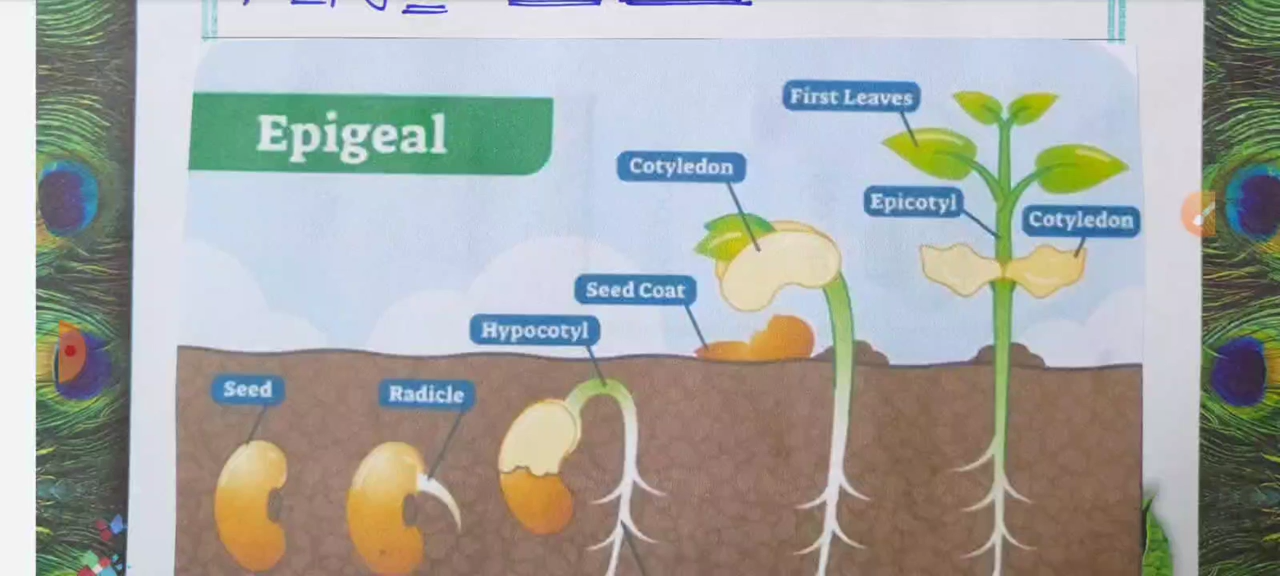 Epigeal
First Leaves
Cotyledon
Epicotyl
Cotyledon
Seed Coat
Hypocotyl
Seed
Radicle